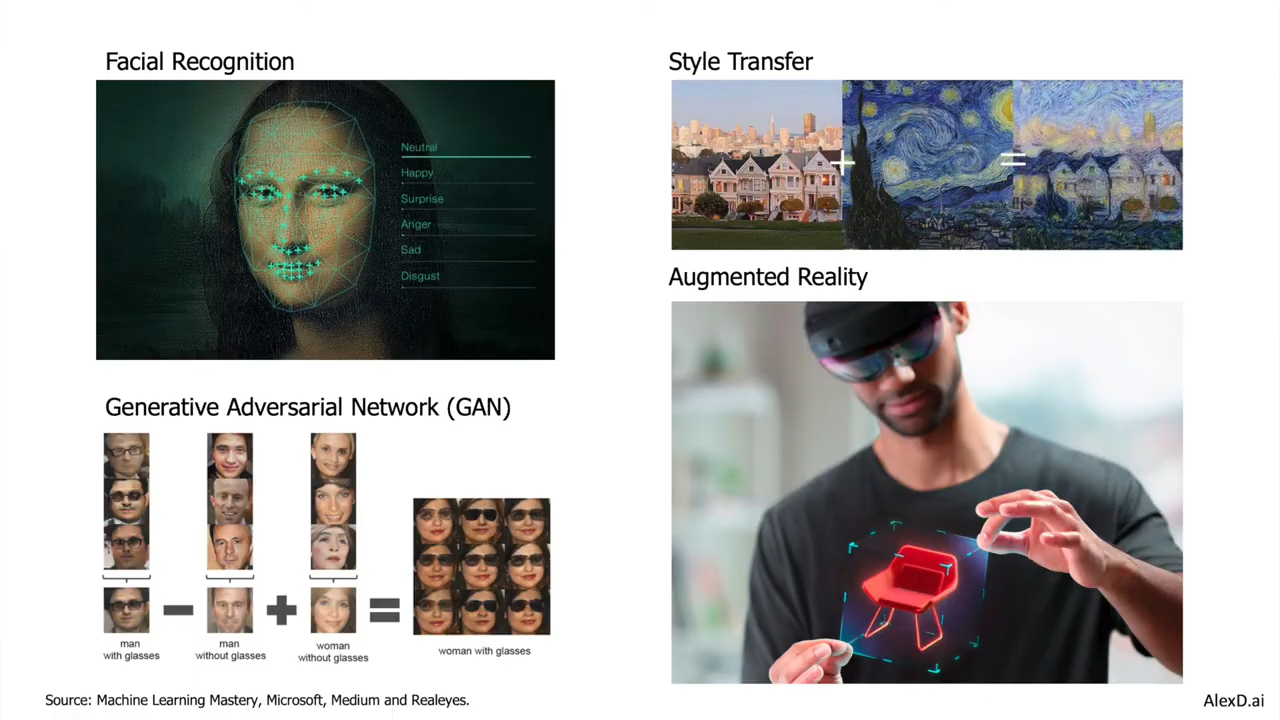 Facial Recognition
Neutral
Happy
Surprise
Anger
Sad
Disgust
Generative Adversarial Network (GAN)
man
with glasses
man
without glasses
woman
without glasses
woman with glasses
Style Transfer
+
=
Augmented Reality
Source: Machine Learning Mastery, Microsoft, Medium and Realeyes.
AlexD.ai